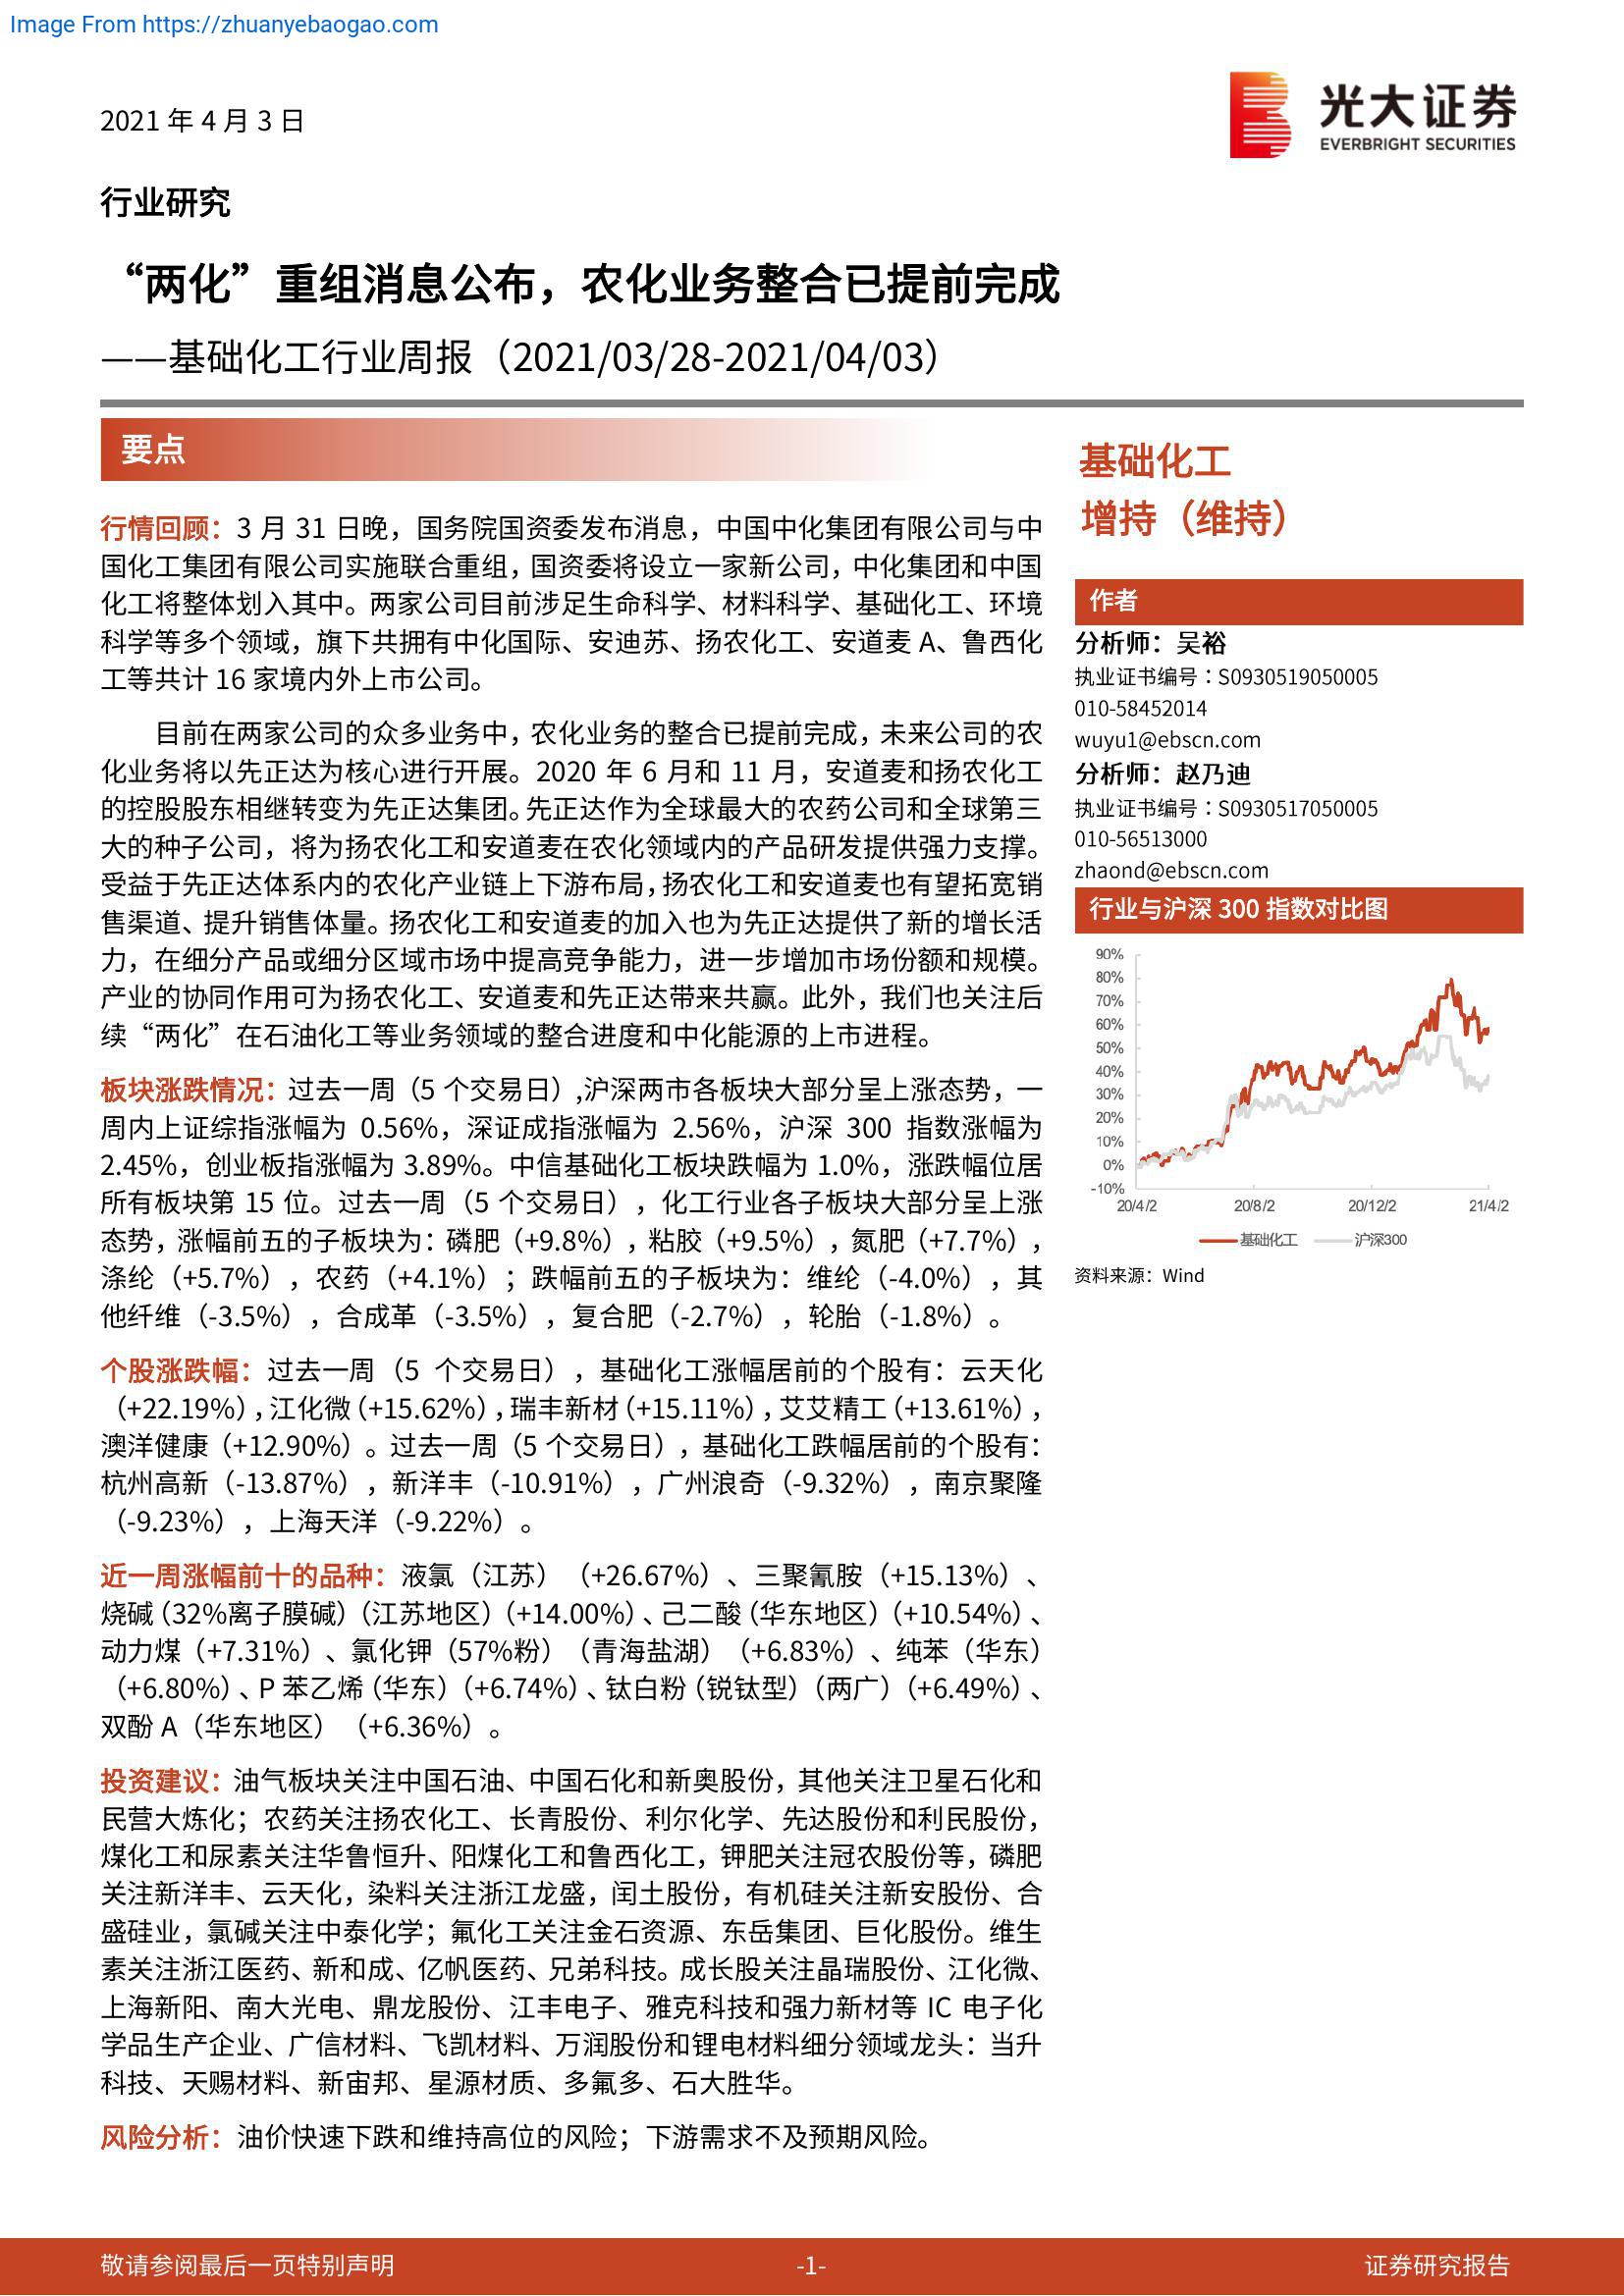 Image From https://zhuanyebaogao.com
2021 年 4 月 3 日
光大证券
EVERBRIGHT SECURITIES
行业研究
“两化”重组消息公布，农化业务整合已提前完成
——基础化工行业周报（2021/03/28-2021/04/03）
要点
行情回顾：3 月 31 日晚，国务院国资委发布消息，中国中化集团有限公司与中
国化工集团有限公司实施联合重组，国资委将设立一家新公司，中化集团和中国
化工将整体划入其中。两家公司目前涉足生命科学、材料科学、基础化工、环境
科学等多个领域，旗下共拥有中化国际、安迪苏、扬农化工、安道麦 A、鲁西化
工等共计 16 家境内外上市公司。
目前在两家公司的众多业务中，农化业务的整合已提前完成，未来公司的农
化业务将以先正达为核心进行开展。2020 年 6 月和 11 月，安道麦和扬农化工
的控股股东相继转变为先正达集团。先正达作为全球最大的农药公司和全球第三
大的种子公司，将为扬农化工和安道麦在农化领域内的产品研发提供强力支撑。
受益于先正达体系内的农化产业链上下游布局，扬农化工和安道麦也有望拓宽销
售渠道、提升销售体量。扬农化工和安道麦的加入也为先正达提供了新的增长活
力，在细分产品或细分区域市场中提高竞争能力，进一步增加市场份额和规模。
产业的协同作用可为扬农化工、安道麦和先正达带来共赢。此外，我们也关注后
续“两化”在石油化工等业务领域的整合进度和中化能源的上市进程。
板块涨跌情况：过去一周（5 个交易日）,沪深两市各板块大部分呈上涨态势，一
周内上证综指涨幅为 0.56%，深证成指涨幅为 2.56%，沪深 300 指数涨幅为
2.45%，创业板指涨幅为 3.89%。中信基础化工板块跌幅为 1.0%，涨跌幅位居
所有板块第 15 位。过去一周（5 个交易日），化工行业各子板块大部分呈上涨
态势，涨幅前五的子板块为：磷肥（+9.8%），粘胶（+9.5%），氮肥（+7.7%），
涤纶（+5.7%），农药（+4.1%）；跌幅前五的子板块为：维纶（-4.0%），其
他纤维（-3.5%），合成革（-3.5%），复合肥（-2.7%），轮胎（-1.8%）。
个股涨跌幅：过去一周（5 个交易日），基础化工涨幅居前的个股有：云天化
（+22.19%），江化微（+15.62%），瑞丰新材（+15.11%），艾艾精工（+13.61%），
澳洋健康（+12.90%）。过去一周（5 个交易日），基础化工跌幅居前的个股有：
杭州高新（-13.87%），新洋丰（-10.91%），广州浪奇（-9.32%），南京聚隆
（-9.23%），上海天洋（-9.22%）。
近一周涨幅前十的品种：液氯（江苏）（+26.67%）、三聚氰胺（+15.13%）、
烧碱（32%离子膜碱）（江苏地区）（+14.00%）、己二酸（华东地区）（+10.54%）、
动力煤（+7.31%）、氯化钾（57%粉）（青海盐湖）（+6.83%）、纯苯（华东）
（+6.80%）、P 苯乙烯（华东）（+6.74%）、钛白粉（锐钛型）（两广）（+6.49%）、
双酚 A（华东地区）（+6.36%）。
投资建议：油气板块关注中国石油、中国石化和新奥股份，其他关注卫星石化和
民营大炼化；农药关注扬农化工、长青股份、利尔化学、先达股份和利民股份，
煤化工和尿素关注华鲁恒升、阳煤化工和鲁西化工，钾肥关注冠农股份等，磷肥
关注新洋丰、云天化，染料关注浙江龙盛，闰土股份，有机硅关注新安股份、合
盛硅业，氯碱关注中泰化学；氟化工关注金石资源、东岳集团、巨化股份。维生
素关注浙江医药、新和成、亿帆医药、兄弟科技。成长股关注晶瑞股份、江化微、
上海新阳、南大光电、鼎龙股份、江丰电子、雅克科技和强力新材等 IC 电子化
学品生产企业、广信材料、飞凯材料、万润股份和锂电材料细分领域龙头：当升
科技、天赐材料、新宙邦、星源材质、多氟多、石大胜华。
风险分析：油价快速下跌和维持高位的风险；下游需求不及预期风险。
基础化工
增持（维持）
作者
分析师：吴裕
执业证书编号：S0930519050005
010-58452014
wuyu1@ebscn.com
分析师：赵乃迪
执业证书编号：S0930517050005
010-56513000
zhaond@ebscn.com
行业与沪深 300 指数对比图
90%
80%
70%
60%
50%
40%
30%
20%
10%
0%
-10%
20/4/2 20/8/2 20/12/2 21/4/2
基础化工 沪深300
资料来源：Wind
敬请参阅最后一页特别声明 -1- 证券研究报告